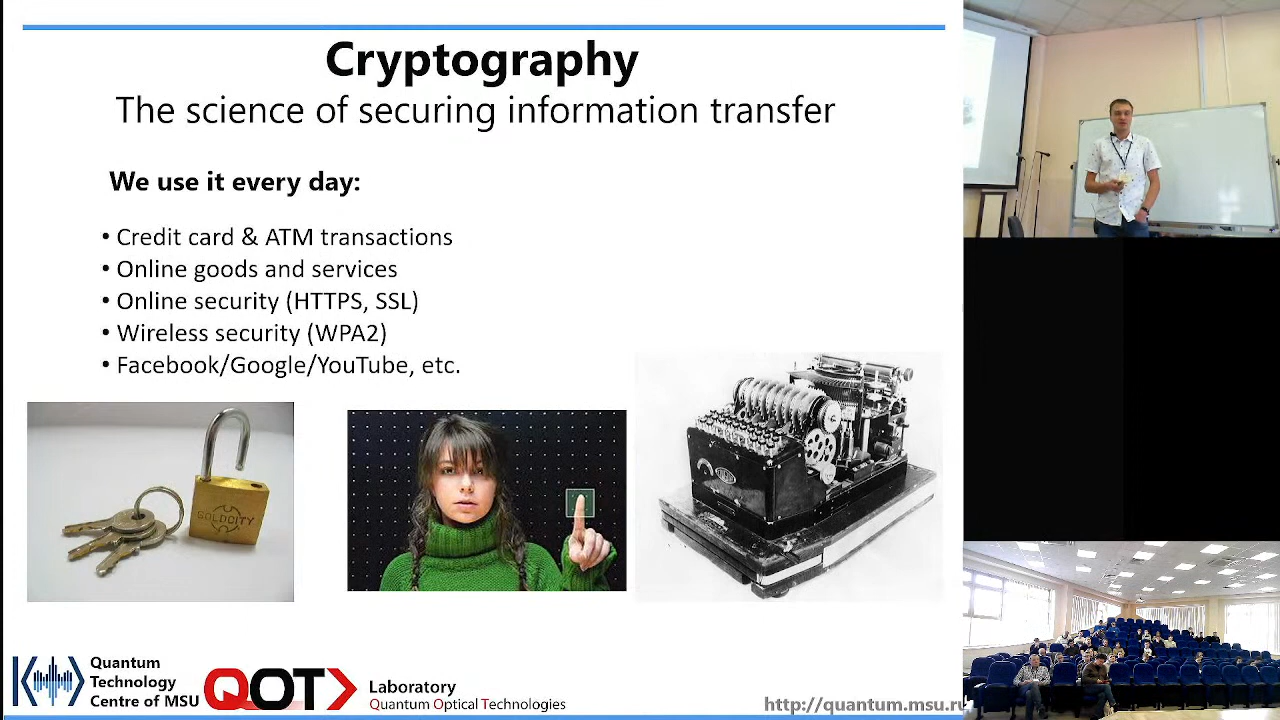 Cryptography
The science of securing information transfer
We use it every day:
• Credit card & ATM transactions
• Online goods and services
• Online security (HTTPS, SSL)
• Wireless security (WPA2)
• Facebook/Google/YouTube, etc.
GOLDCITY
Quantum
Technology
Centre of MSU
QOT
Laboratory
Quantum Optical Technologies
http://quantum.msu.ru